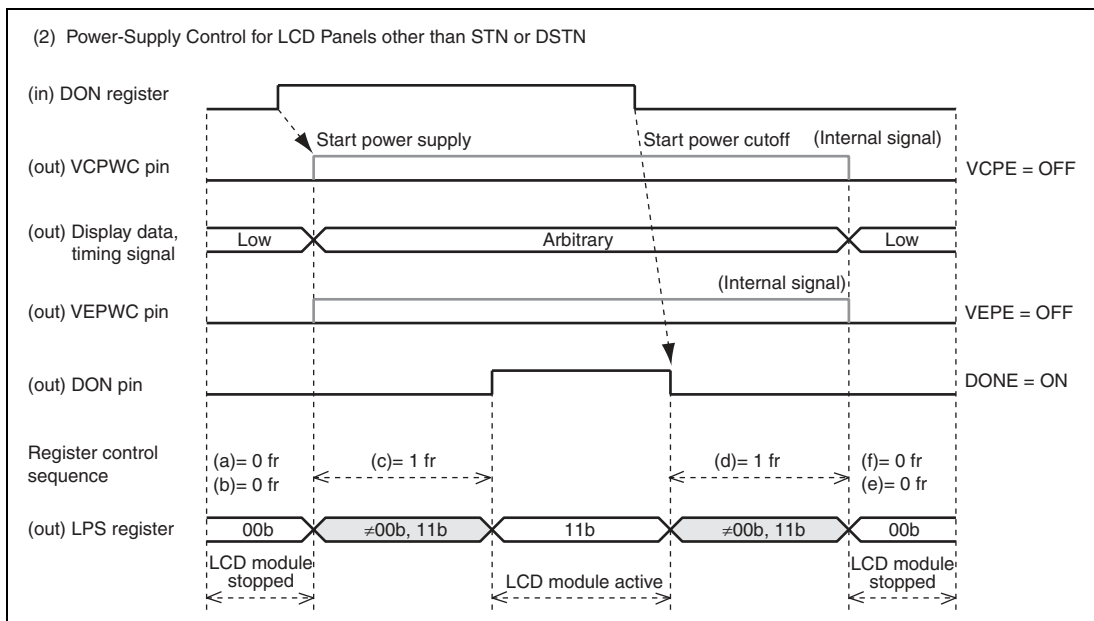 (2) Power-Supply Control for LCD Panels other than STN or DSTN
(in) DON register
Start power supply
Start power cutoff
(Internal signal)
(out) VCPWC pin
VCPE = OFF
(out) Display data,
timing signal
Low
Arbitrary
Low
(Internal signal)
(out) VEPWC pin
VEPE = OFF
(out) DON pin
DONE = ON
Register control
sequence
(a)= 0 fr
(b)= 0 fr
(c)= 1 fr
(d)= 1 fr
(f)= 0 fr
(e)= 0 fr
(out) LPS register
00b
≠00b, 11b
11b
≠00b, 11b
00b
LCD module
stopped
LCD module active
LCD module
stopped